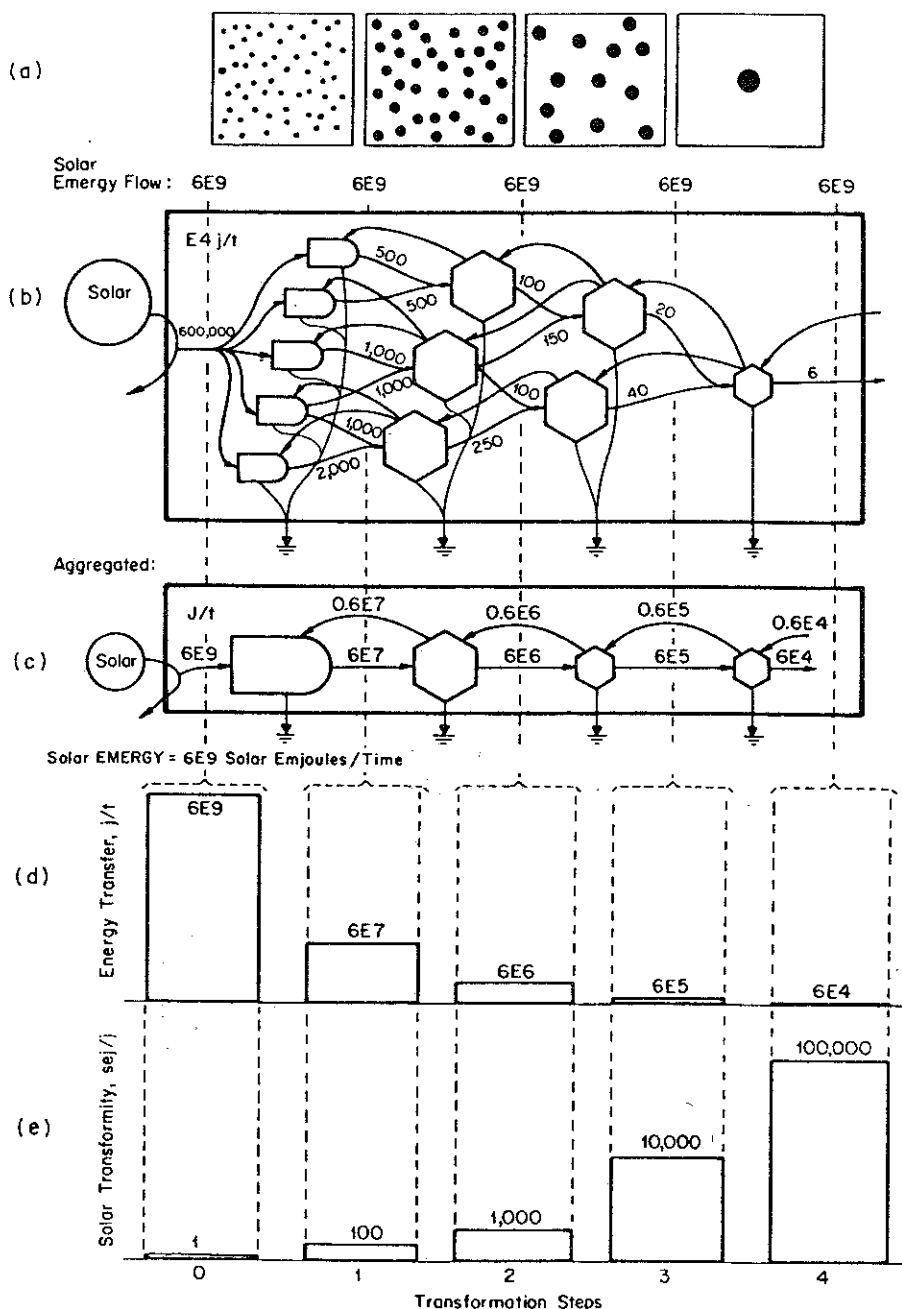 (a)
Solar
Emergy Flow: 6E9 6E9 6E9 6E9 6E9
E4 j/t
(b)
Solar
600,000
500
500
1,000
1,000
1,000
2,000
100
150
100
250
20
40
6
Aggregated:
J/t
(c)
Solar
6E9
0.6E7
6E7
0.6E6
6E6
0.6E5
6E5
0.6E4
6E4
Solar EMERGY = 6E9 Solar Emjoules/Time
(d)
Energy Transfer, j/t
6E9
6E7
6E6
6E5
6E4
(e)
Solar Transformity, sej/j
1
100
1,000
10,000
100,000
0 1 2 3 4
Transformation Steps